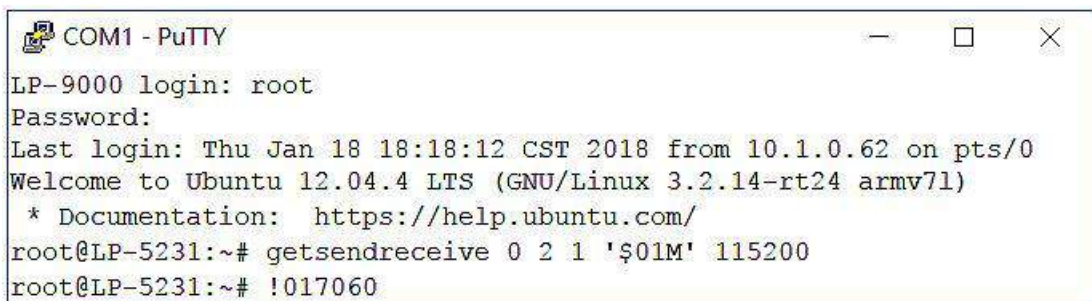 COM1 - PuTTY
LP-9000 login: root
Password:
Last login: Thu Jan 18 18:18:12 CST 2018 from 10.1.0.62 on pts/0
Welcome to Ubuntu 12.04.4 LTS (GNU/Linux 3.2.14-rt24 armv7l)
 * Documentation:  https://help.ubuntu.com/
root@LP-5231:~# getsendreceive 0 2 1 '$01M' 115200
root@LP-5231:~# !017060